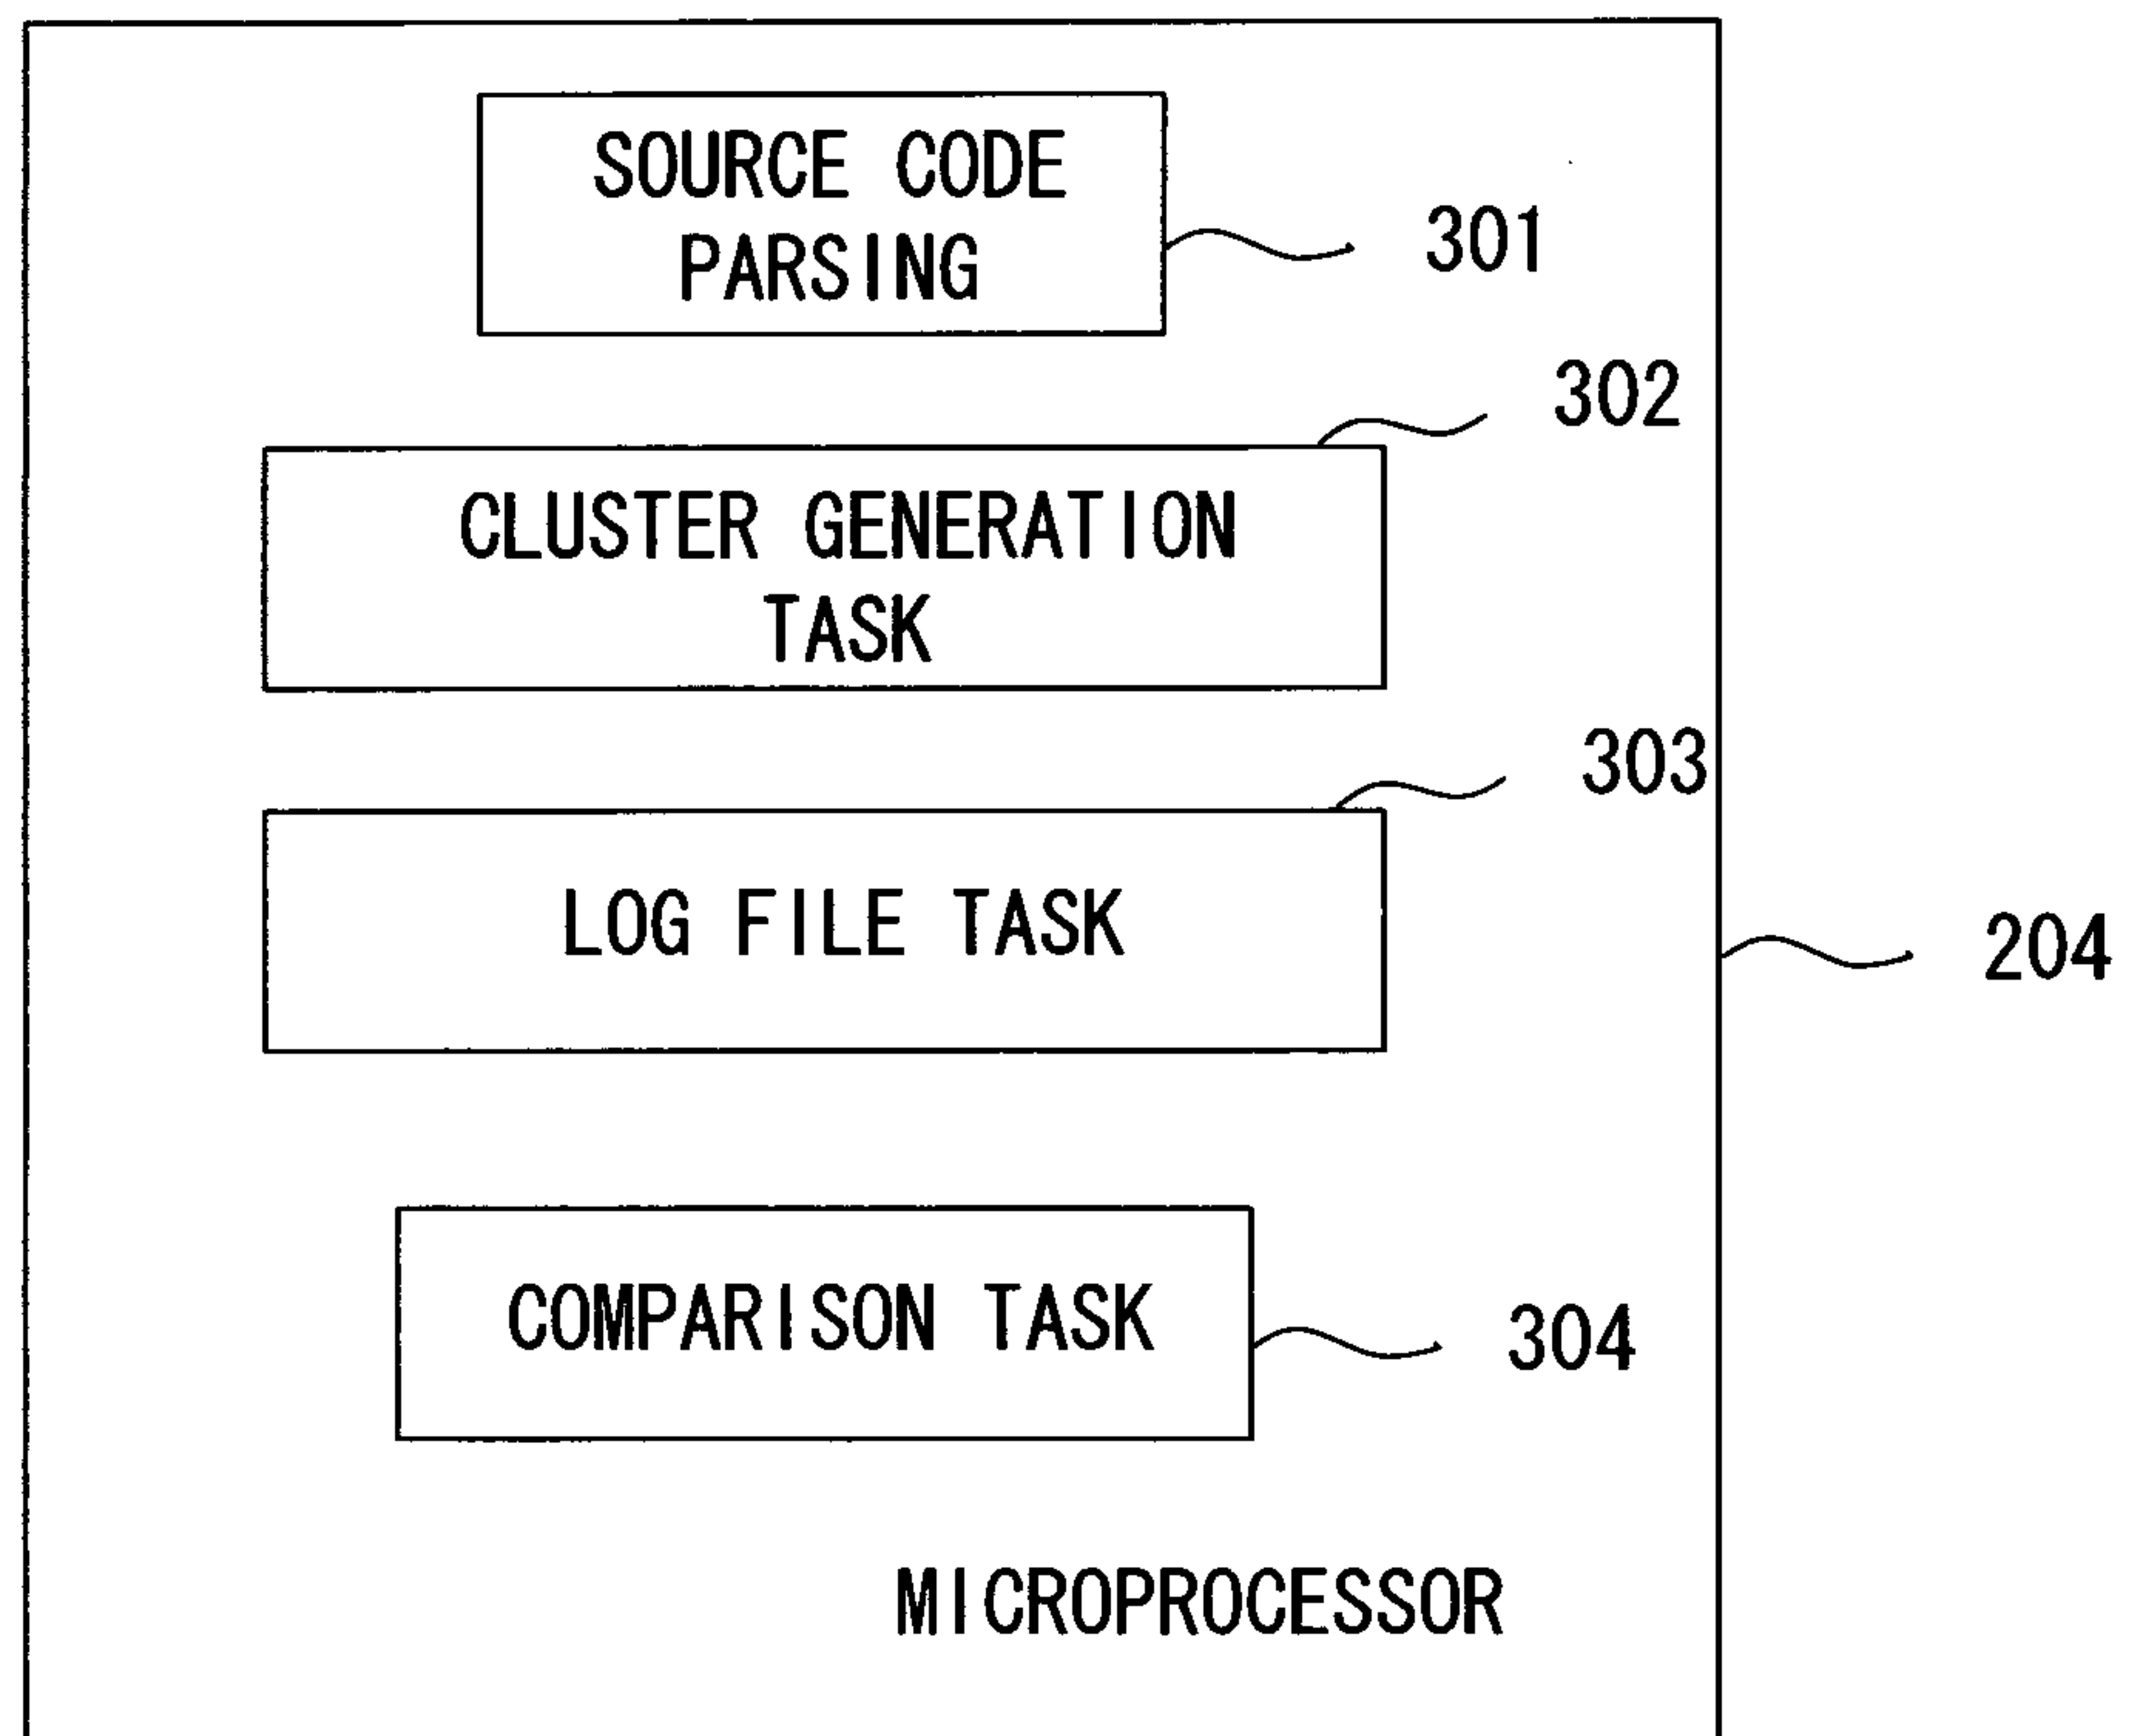 SOURCE CODE
PARSING
301
302
CLUSTER GENERATION
TASK
303
LOG FILE TASK
204
COMPARISON TASK
304
MICROPROCESSOR